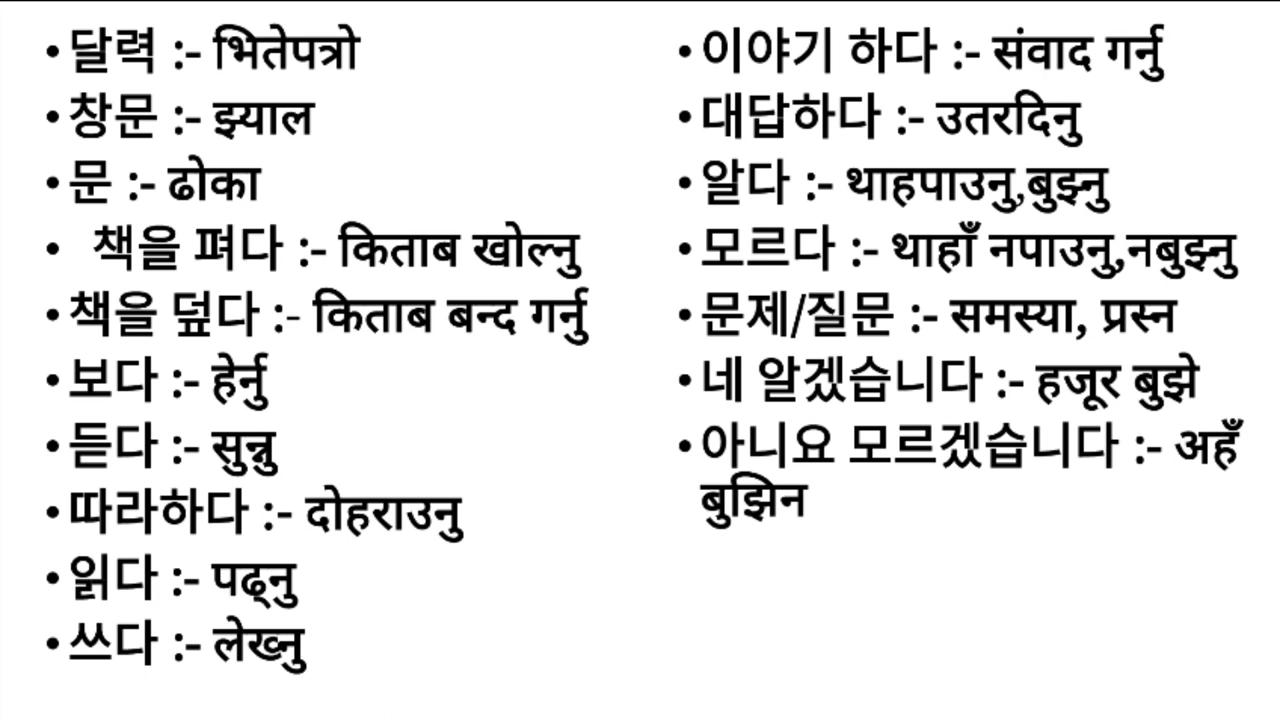 • 달력 :- भितेपत्रो
• 창문 :- झ्याल
• 문 :- ढोका
• 책을 펴다 :- किताब खोल्नु
• 책을 덮다 :- किताब बन्द गर्नु
• 보다 :- हेर्नु
• 듣다 :- सुन्नु
• 따라하다 :- दोहराउनु
• 읽다 :- पढ्नु
• 쓰다 :- लेख्नु
• 이야기 하다 :- संवाद गर्नु
• 대답하다 :- उतरदिनु
• 알다 :- थाहपाउनु,बुझ्नु
• 모르다 :- थाहाँ नपाउनु,नबुझ्नु
• 문제/질문 :- समस्या, प्रस्न
• 네 알겠습니다 :- हजूर बुझे
• 아니요 모르겠습니다 :- अहँ
बुझिन